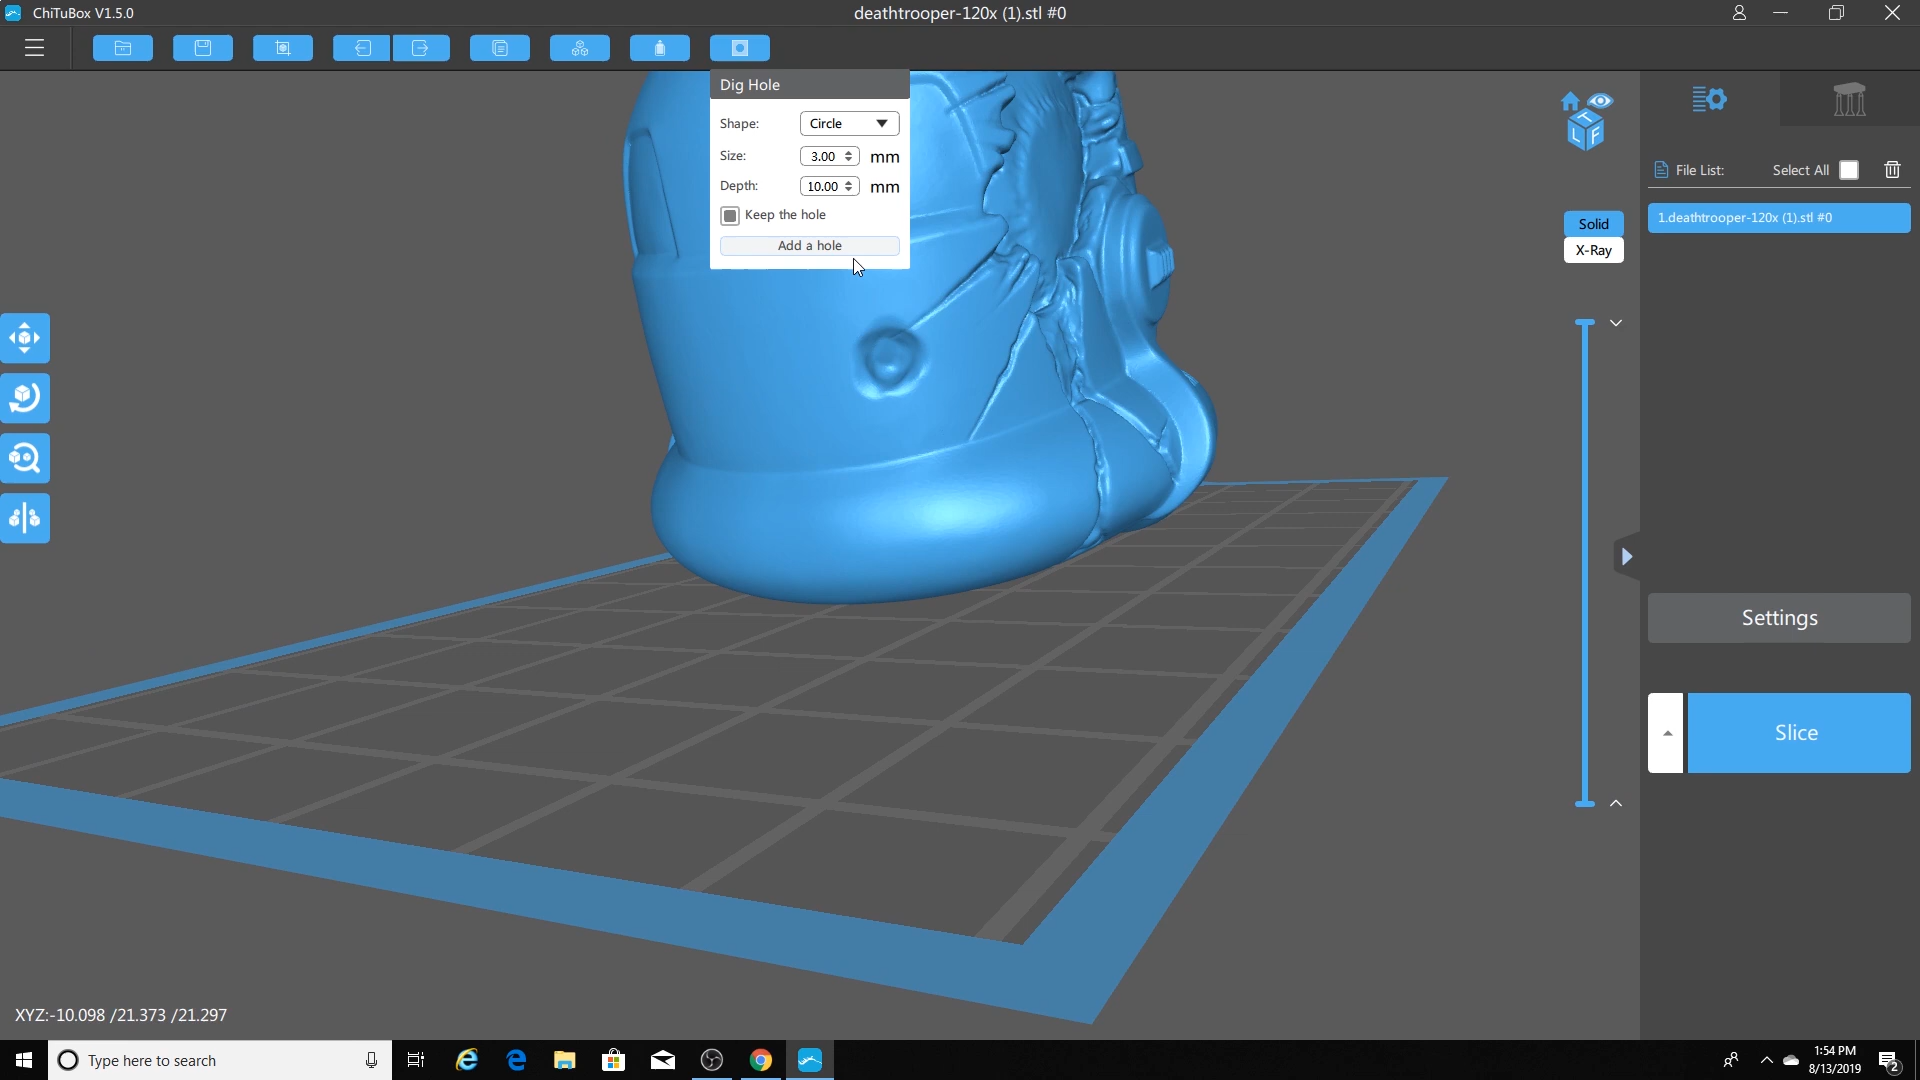 ChiTuBox V1.5.0
deathtrooper-120x (1).stl #0
Dig Hole
Shape: Circle
Size: 3.00 mm
Depth: 10.00 mm
Keep the hole
Add a hole
T
L F
Solid
X-Ray
File List: Select All
1.deathtrooper-120x (1).stl #0
Settings
Slice
XYZ:-10.098 /21.373 /21.297
Type here to search
1:54 PM
8/13/2019
2